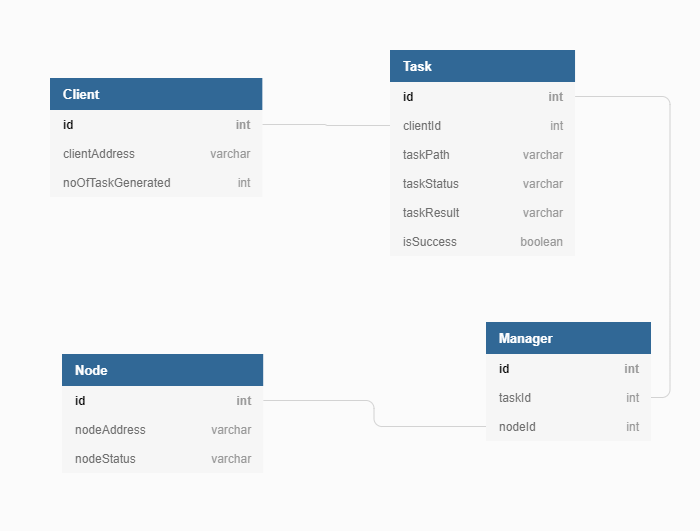 Client
id int
clientAddress varchar
noOfTaskGenerated int
Task
id int
clientId int
taskPath varchar
taskStatus varchar
taskResult varchar
isSuccess boolean
Node
id int
nodeAddress varchar
nodeStatus varchar
Manager
id int
taskId int
nodeId int